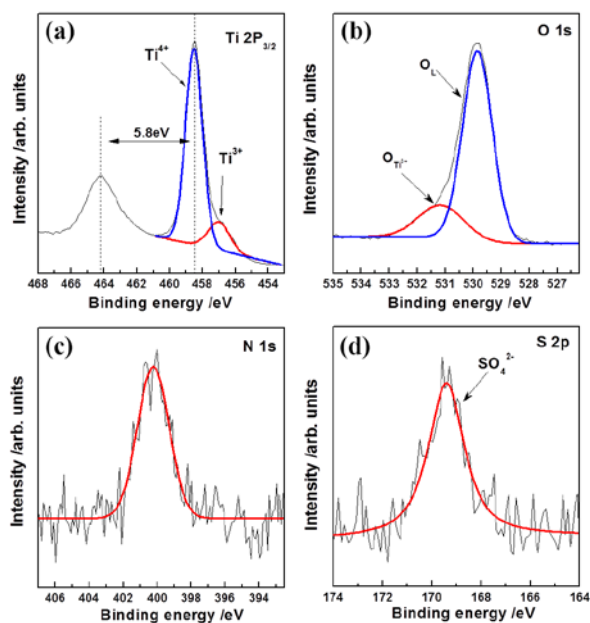 (a)
Ti 2P3/2
Ti4+
5.8eV
Ti3+
Intensity /arb. units
468 466 464 462 460 458 456 454
Binding energy /eV
(b)
O 1s
OL
OTi3+
Intensity /arb. units
535 534 533 532 531 530 529 528 527
Binding energy /eV
(c)
N 1s
Intensity /arb. units
406 404 402 400 398 396 394
Binding energy /eV
(d)
S 2p
SO4 2-
Intensity /arb. units
174 172 170 168 166 164
Binding energy /eV